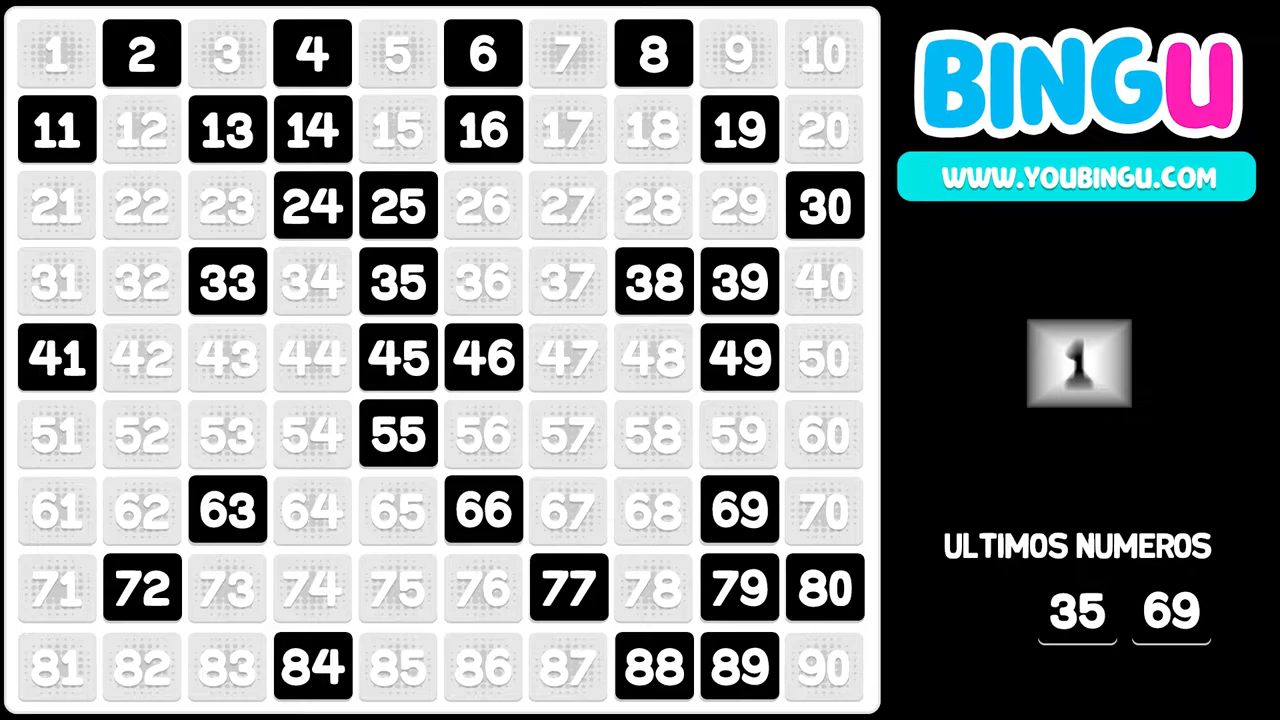 1 2 3 4 5 6 7 8 9 10
11 12 13 14 15 16 17 18 19 20
21 22 23 24 25 26 27 28 29 30
31 32 33 34 35 36 37 38 39 40
41 42 43 44 45 46 47 48 49 50
51 52 53 54 55 56 57 58 59 60
61 62 63 64 65 66 67 68 69 70
71 72 73 74 75 76 77 78 79 80
81 82 83 84 85 86 87 88 89 90
BINGU
WWW.YOUBINGU.COM
1
ULTIMOS NUMEROS
35 69